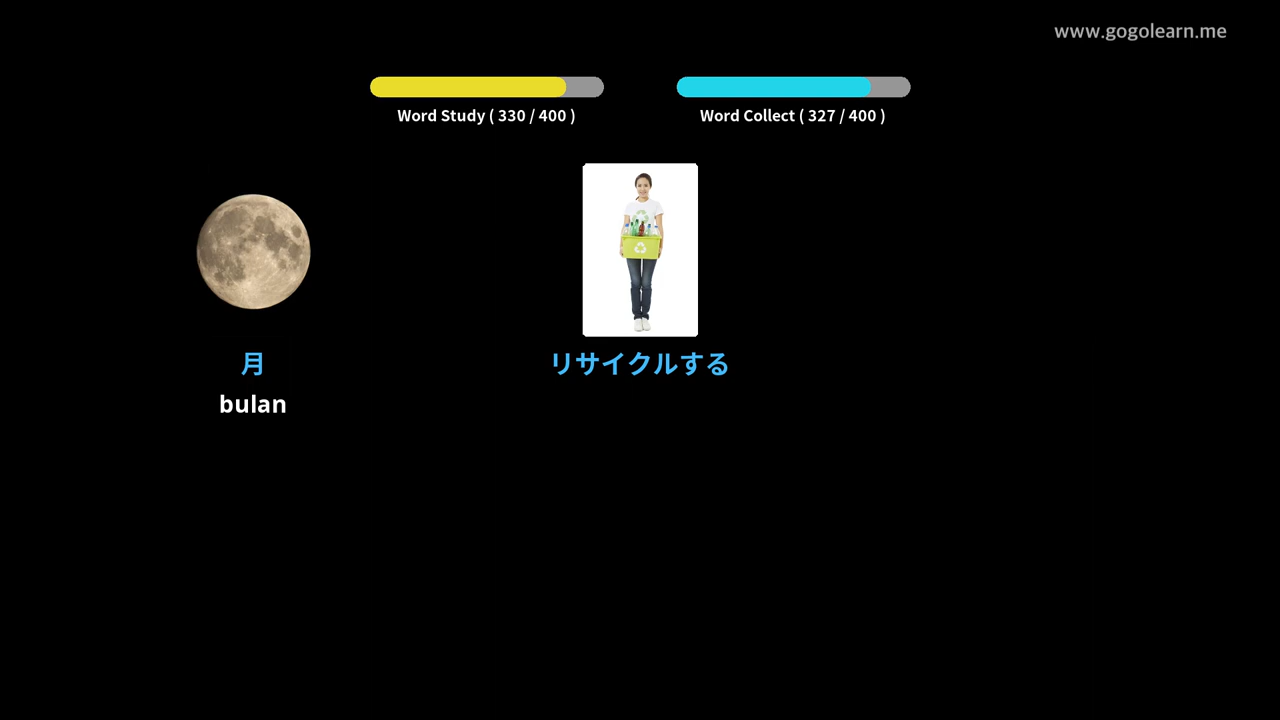 www.gogolearn.me
Word Study ( 330 / 400 )
Word Collect ( 327 / 400 )
月
bulan
リサイクルする